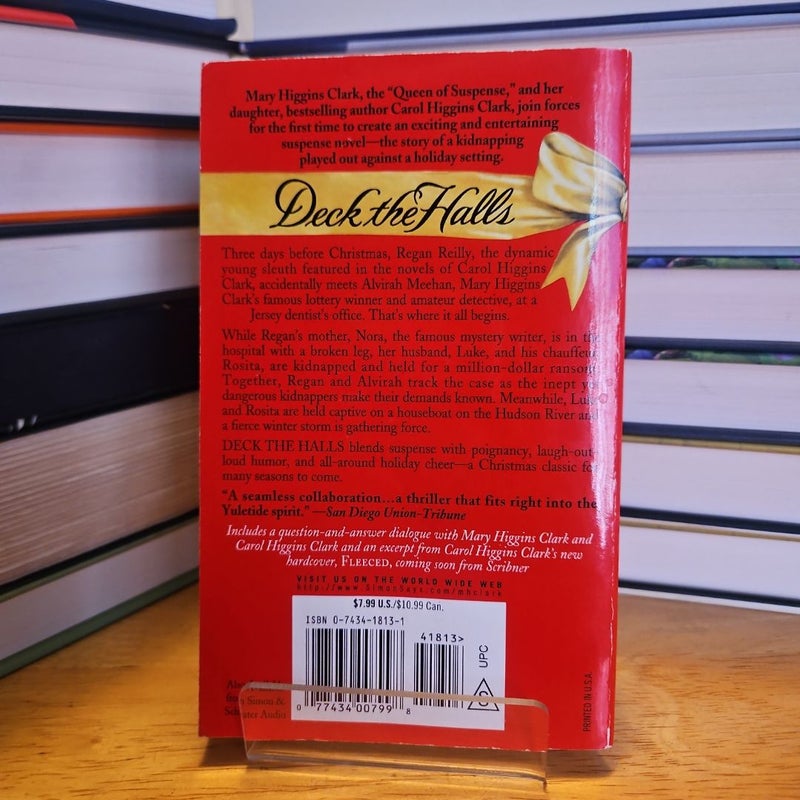 Mary Higgins Clark, the "Queen of Suspense," and her
daughter, bestselling author Carol Higgins Clark, join forces
for the first time to create an exciting and entertaining
suspense novel—the story of a kidnapping
played out against a holiday setting.
Deck the Halls
Three days before Christmas, Regan Reilly, the dynamic
young sleuth featured in the novels of Carol Higgins
Clark, accidentally meets Alvirah Meehan, Mary Higgins
Clark's famous lottery winner and amateur detective, at a
Jersey dentist's office. That's where it all begins.
While Regan's mother, Nora, the famous mystery writer, is in the
hospital with a broken leg, her husband, Luke, and his chauffeur,
Rosita, are kidnapped and held for a million-dollar ransom.
Together, Regan and Alvirah track the case as the inept yet
dangerous kidnappers make their demands known. Meanwhile, Luke
and Rosita are held captive on a houseboat on the Hudson River and
a fierce winter storm is gathering force.
DECK THE HALLS blends suspense with poignancy, laugh-out-
loud humor, and all-around holiday cheer—a Christmas classic for
many seasons to come.
"A seamless collaboration...a thriller that fits right into the
Yuletide spirit." —San Diego Union-Tribune
Includes a question-and-answer dialogue with Mary Higgins Clark and
Carol Higgins Clark and an excerpt from Carol Higgins Clark's new
hardcover, FLEECED, coming soon from Scribner
VISIT US ON THE WORLD WIDE WEB
http://www.SimonSays.com/mhclark
$7.99 U.S./$10.99 Can.
ISBN 0-7434-1813-1
41813>
UPC
0 77434 00799 8
Also
from Simon &
Schuster Audio
PRINTED IN U.S.A.